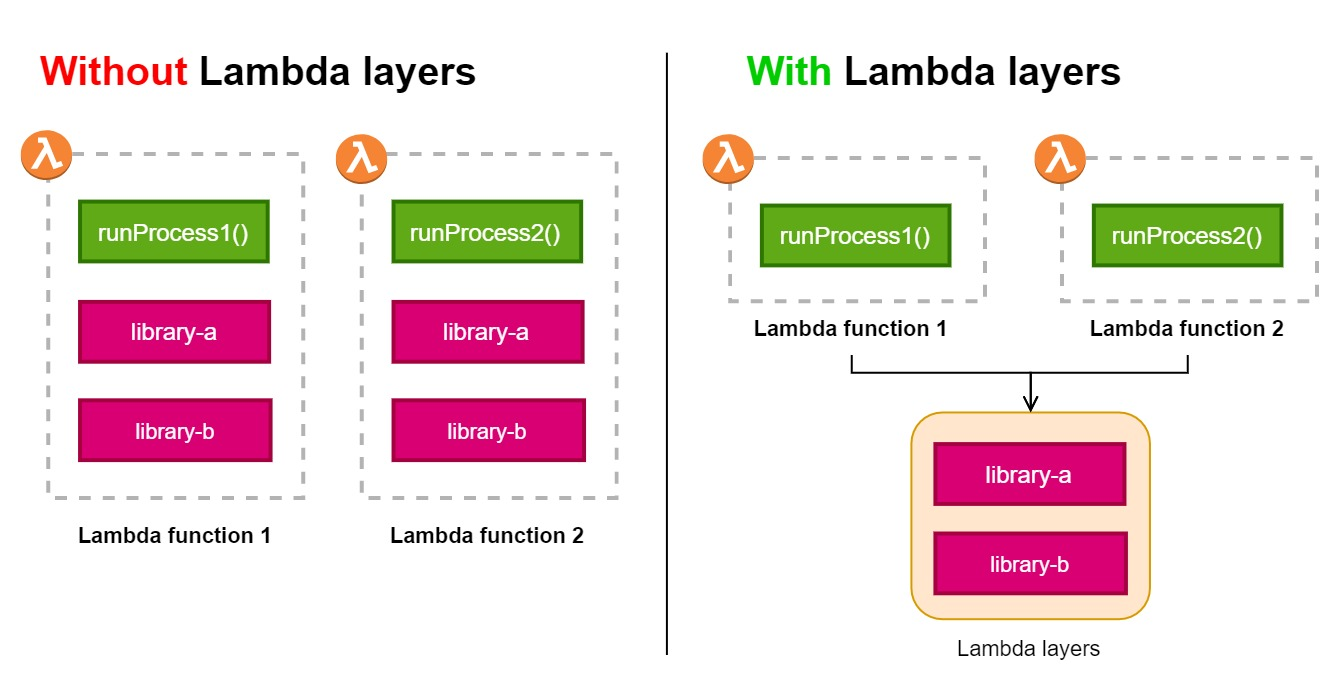 Without Lambda layers
λ
λ
runProcess1()
runProcess2()
library-a
library-a
library-b
library-b
Lambda function 1
Lambda function 2
With Lambda layers
λ
λ
runProcess1()
runProcess2()
Lambda function 1
Lambda function 2
library-a
library-b
Lambda layers